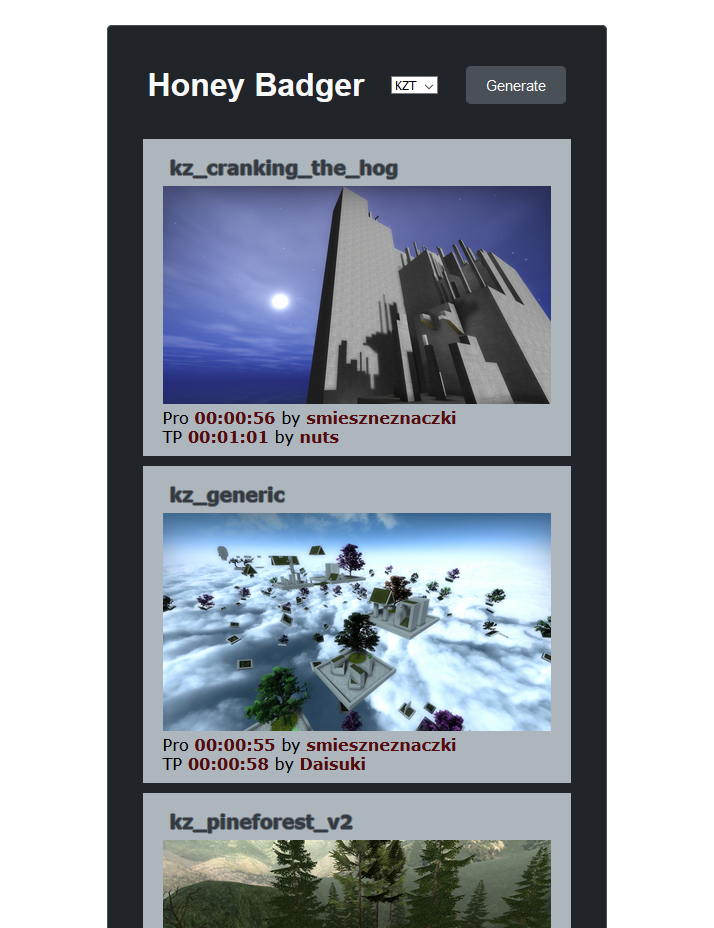 Honey Badger KZT Generate
kz_cranking_the_hog
Pro 00:00:56 by smieszneznaczki
TP 00:01:01 by nuts
kz_generic
Pro 00:00:55 by smieszneznaczki
TP 00:00:58 by Daisuki
kz_pineforest_v2